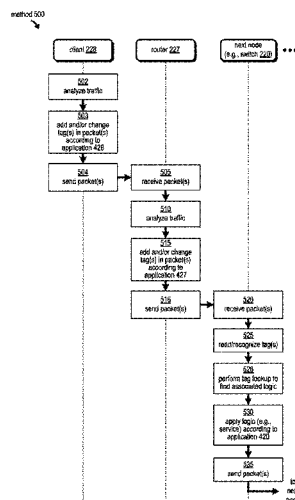 method 500
client 228
router 227
next node
(e.g., switch 220)
502
analyze traffic
503
add and/or change
tag(s) in packet(s)
according to
application 428
504
send packet(s)
505
receive packet(s)
510
analyze traffic
515
add and/or change
tag(s) in packet(s)
according to
application 427
516
send packet(s)
520
receive packet(s)
525
read/recognize tag(s)
526
perform tag lookup to
find associated logic
530
apply logic (e.g.,
service) according to
application 420
535
send packet(s)
to